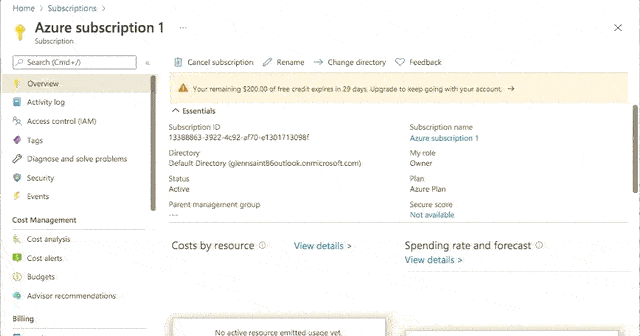 Home > Subscriptions >
Azure subscription 1 ...
Subscription
Search (Cmd+/) «
Cancel subscription Rename Change directory Feedback
Overview
Activity log
Access control (IAM)
Tags
Diagnose and solve problems
Security
Events
Cost Management
Cost analysis
Cost alerts
Budgets
Advisor recommendations
Billing
Your remaining $200.00 of free credit expires in 29 days. Upgrade to keep going with your account. →
Essentials
Subscription ID
13388863-3922-4c92-af70-e1301713098f
Directory
Default Directory (glennsaint86outlook.onmicrosoft.com)
Status
Active
Parent management group
---
Subscription name
Azure subscription 1
My role
Owner
Plan
Azure Plan
Secure score
Not available
Costs by resource View details >
Spending rate and forecast
View details >
No active resource emitted usage yet.